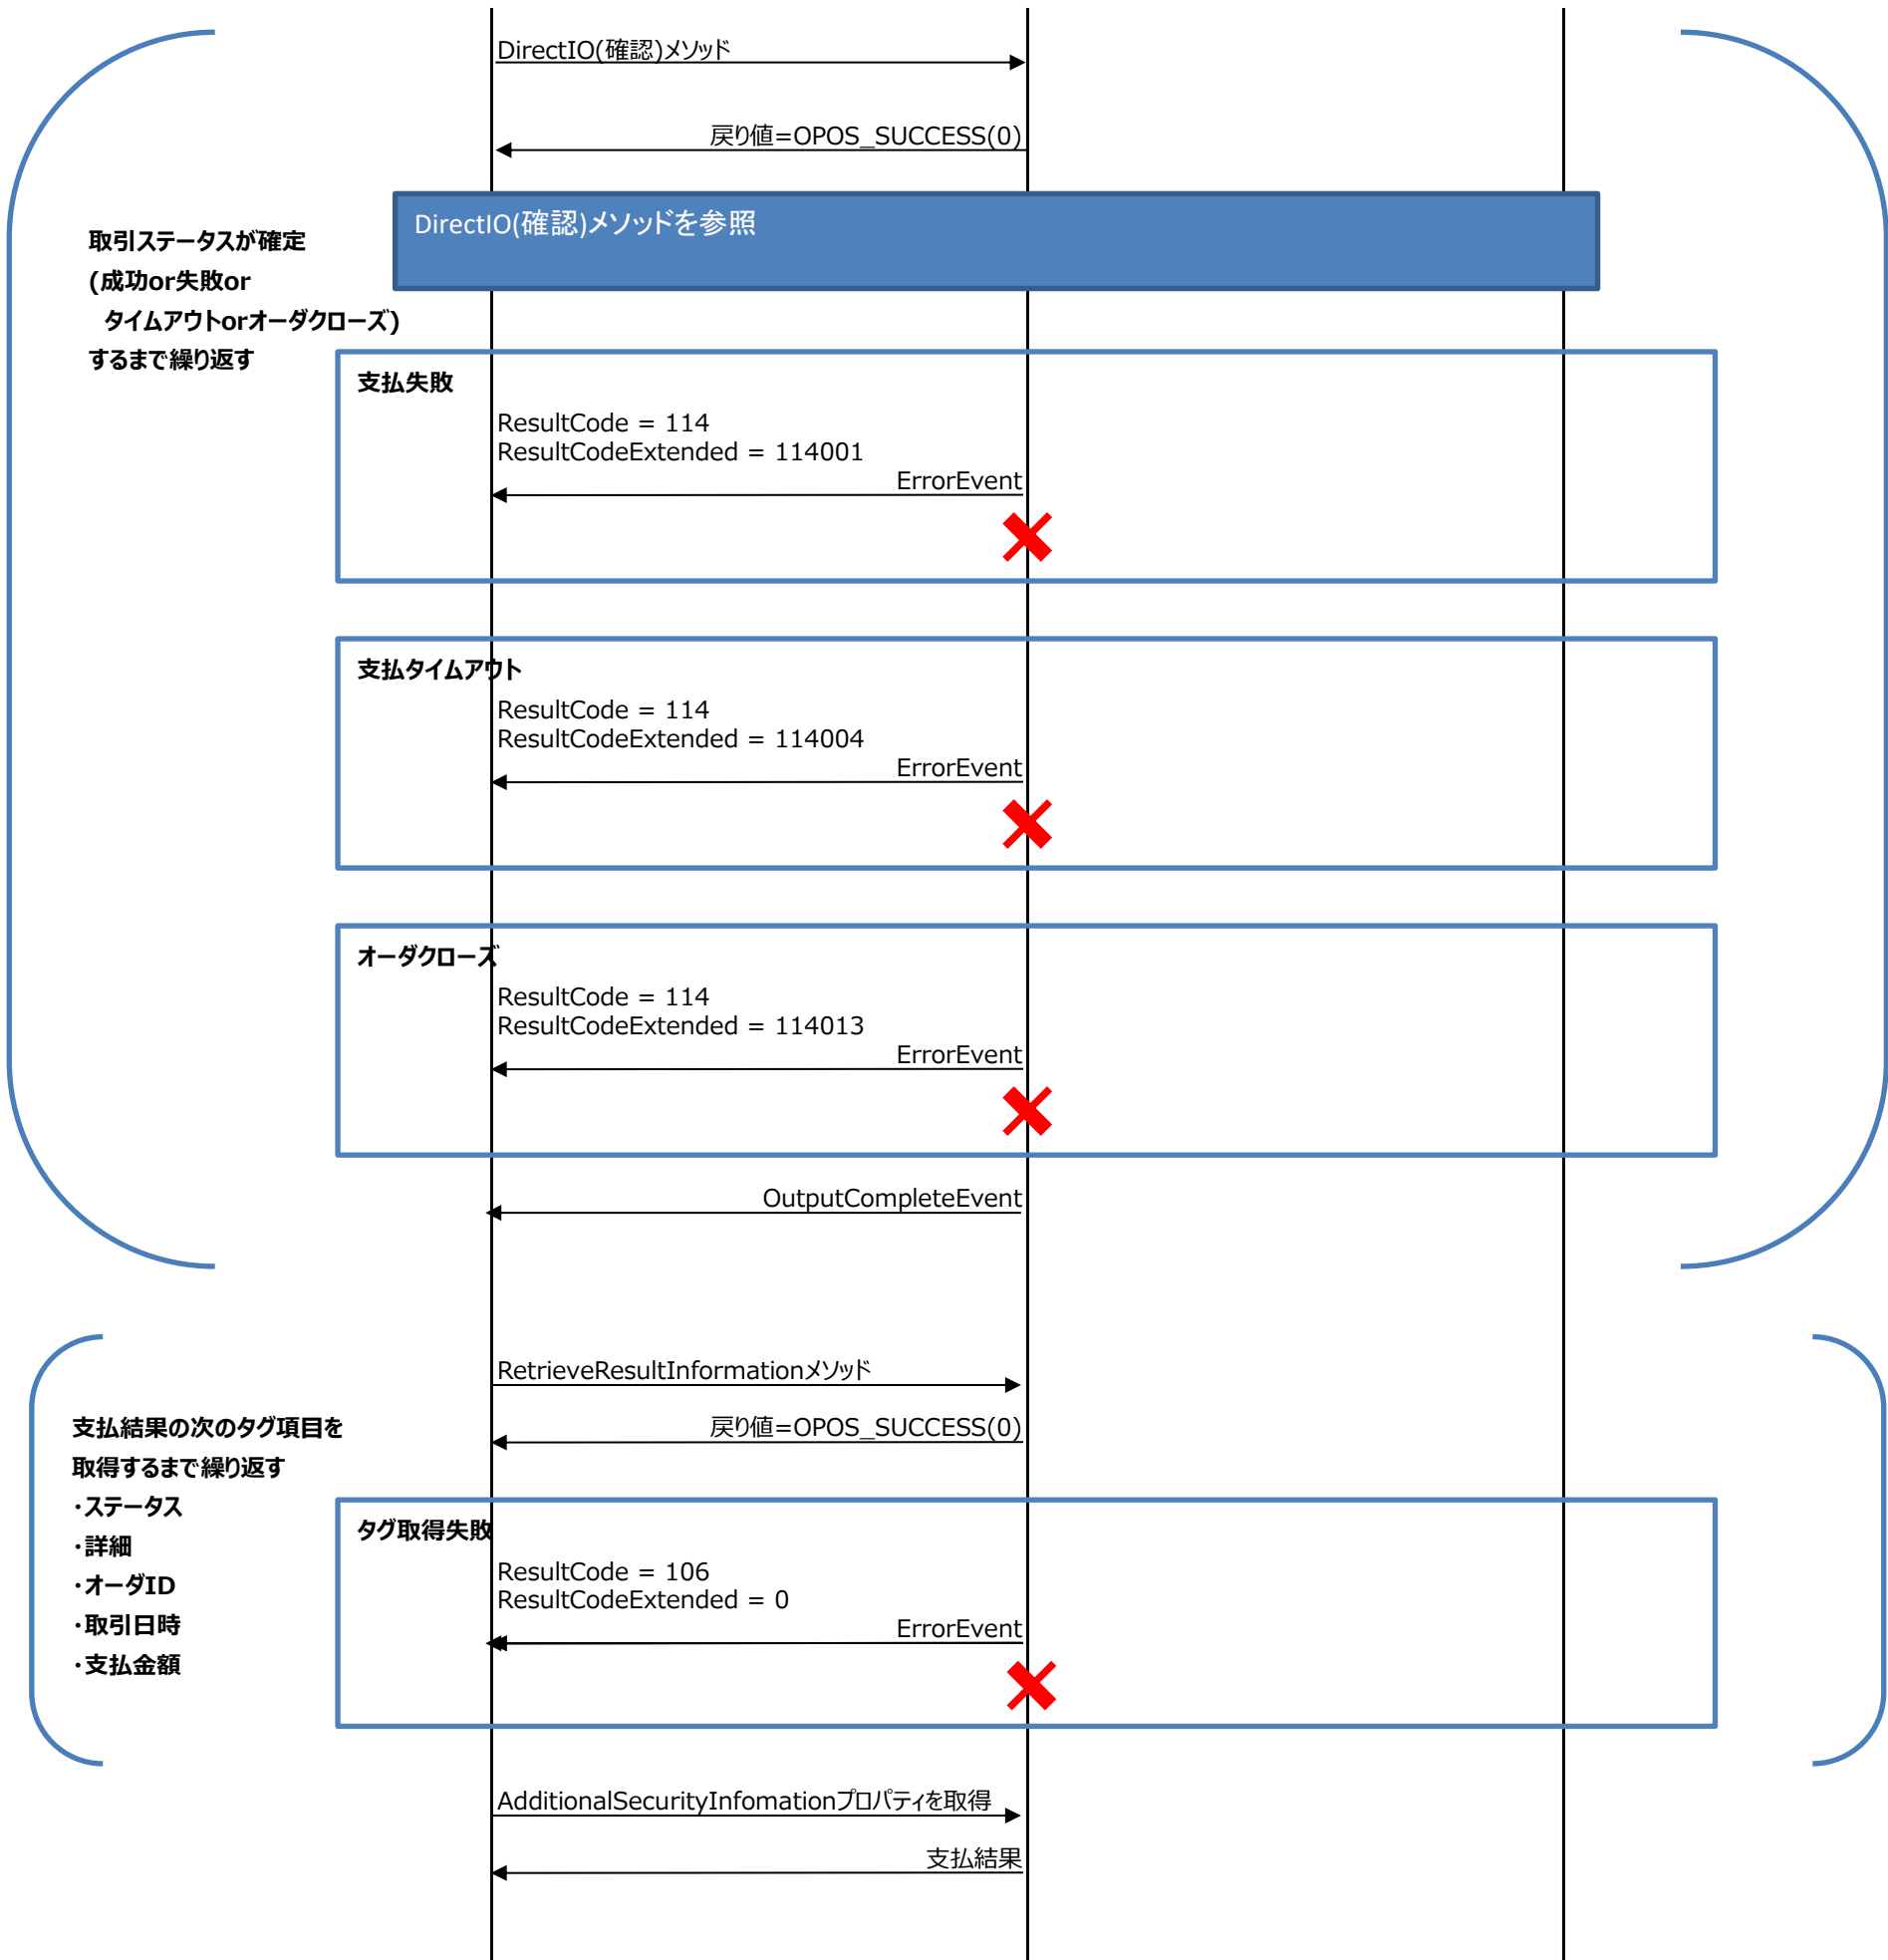 DirectIO(確認)メソッド
戻り値=OPOS_SUCCESS(0)
DirectIO(確認)メソッドを参照
取引ステータスが確定
(成功or失敗or
タイムアウトorオーダクローズ)
するまで繰り返す
支払失敗
ResultCode = 114
ResultCodeExtended = 114001
ErrorEvent
支払タイムアウト
ResultCode = 114
ResultCodeExtended = 114004
ErrorEvent
オーダクローズ
ResultCode = 114
ResultCodeExtended = 114013
ErrorEvent
OutputCompleteEvent
RetrieveResultInformationメソッド
戻り値=OPOS_SUCCESS(0)
支払結果の次のタグ項目を
取得するまで繰り返す
・ステータス
・詳細
・オーダID
・取引日時
・支払金額
タグ取得失敗
ResultCode = 106
ResultCodeExtended = 0
ErrorEvent
AdditionalSecurityInfomationプロパティを取得
支払結果